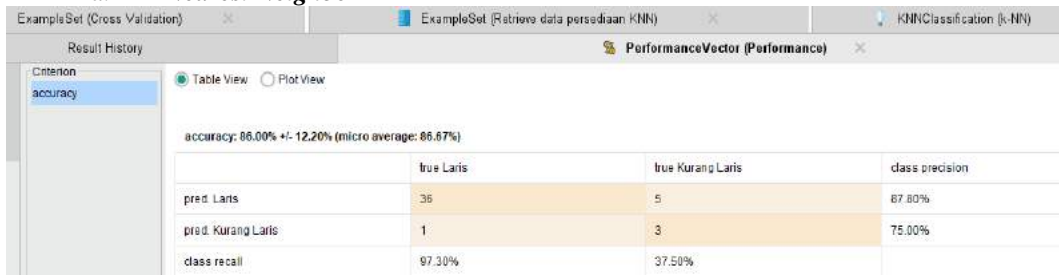 ExampleSet (Cross Validation)
ExampleSet (Retrieve data persediaan KNN)
KNNClassification (k-NN)
Result History
PerformanceVector (Performance)
Criterion
accuracy
Table View
Plot View
accuracy: 86.00% +/- 12.20% (micro average: 86.67%)
true Laris true Kurang Laris class precision
pred. Laris 36 5 87.80%
pred. Kurang Laris 1 3 75.00%
class recall 97.30% 37.50%